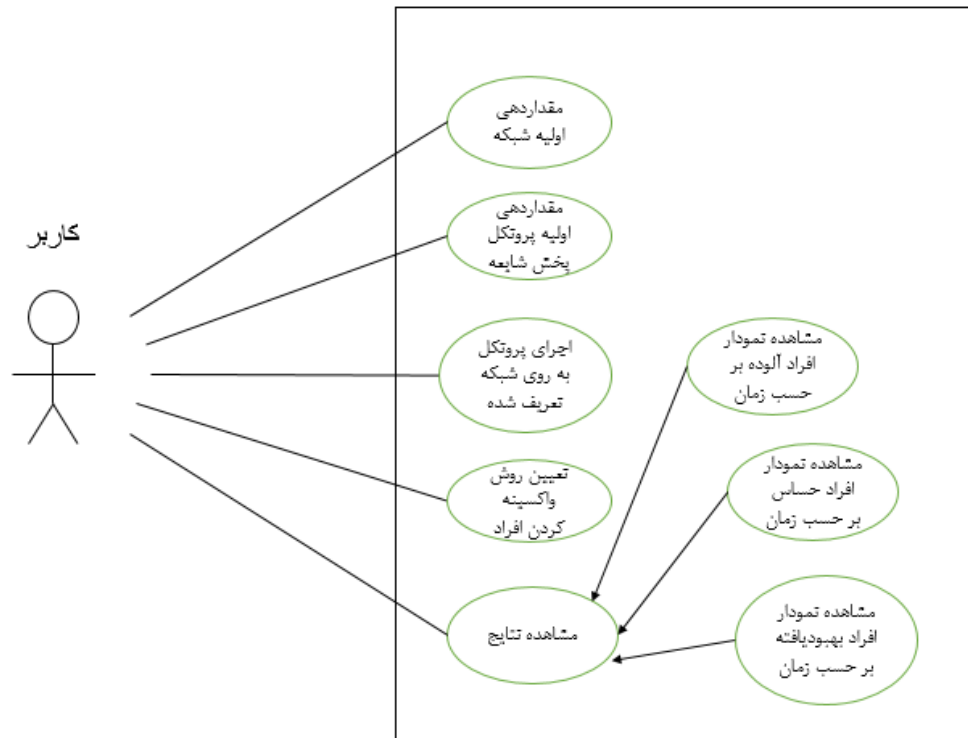 کاربر
مقداردهی
اولیه شبکه
مقداردهی
اولیه پروتکل
پخش شایعه
اجرای پروتکل
به روی شبکه
تعریف شده
تعیین روش
واکسینه
کردن افراد
مشاهده نتایج
مشاهده نمودار
افراد آلوده بر
حسب زمان
مشاهده نمودار
افراد حساس
بر حسب زمان
مشاهده نمودار
افراد بهبودیافته
بر حسب زمان